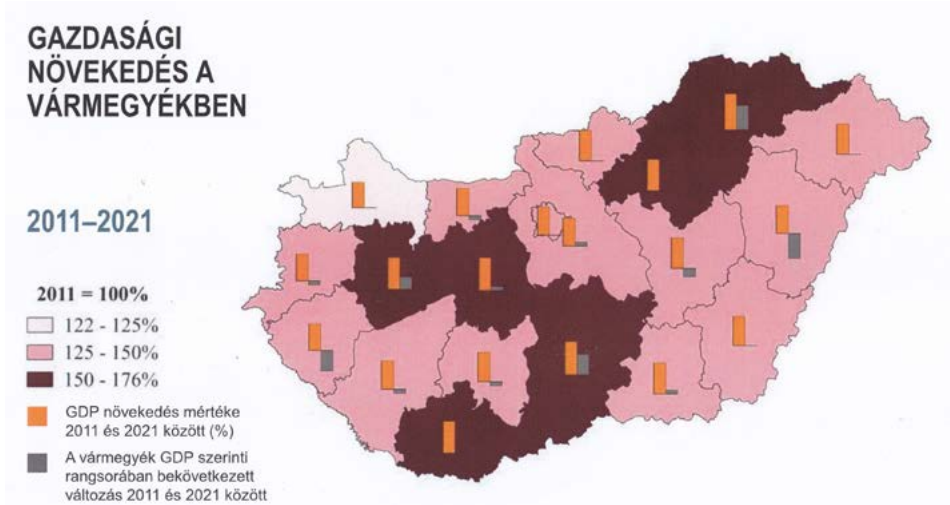 GAZDASÁGI
NÖVEKEDÉS A
VÁRMEGYÉKBEN
2011–2021
2011 = 100%
122 - 125%
125 - 150%
150 - 176%
GDP növekedés mértéke
2011 és 2021 között (%)
A vármegyék GDP szerinti
rangsorában bekövetkezett
változás 2011 és 2021 között